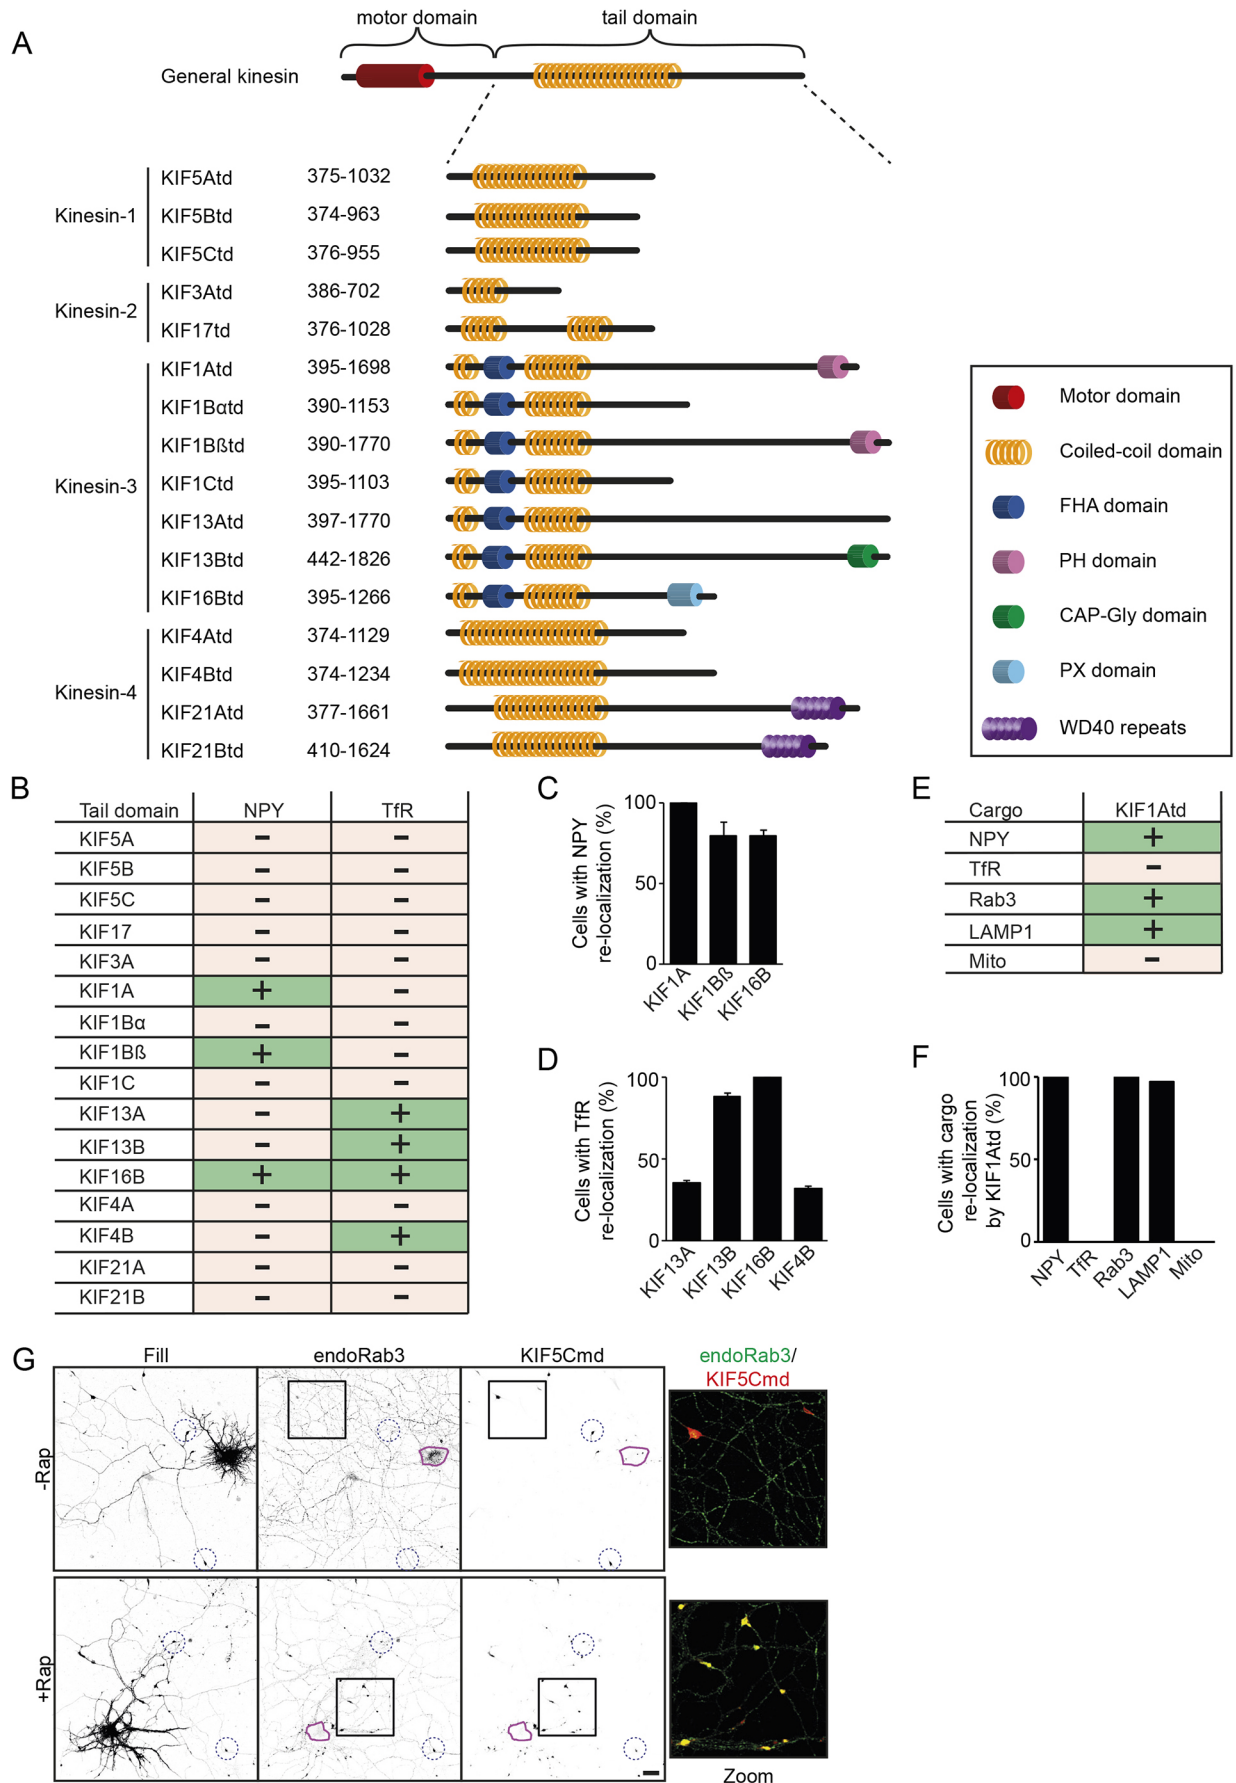 A
motor domain
tail domain
General kinesin
Kinesin-1
KIF5Atd 375-1032
KIF5Btd 374-963
KIF5Ctd 376-955
Kinesin-2
KIF3Atd 386-702
KIF17td 376-1028
Kinesin-3
KIF1Atd 395-1698
KIF1Bαtd 390-1153
KIF1Bßtd 390-1770
KIF1Ctd 395-1103
KIF13Atd 397-1770
KIF13Btd 442-1826
KIF16Btd 395-1266
Kinesin-4
KIF4Atd 374-1129
KIF4Btd 374-1234
KIF21Atd 377-1661
KIF21Btd 410-1624
Motor domain
Coiled-coil domain
FHA domain
PH domain
CAP-Gly domain
PX domain
WD40 repeats
B
Tail domain NPY TfR
KIF5A − −
KIF5B − −
KIF5C − −
KIF17 − −
KIF3A − −
KIF1A + −
KIF1Bα − −
KIF1Bß + −
KIF1C − −
KIF13A − +
KIF13B − +
KIF16B + +
KIF4A − −
KIF4B − +
KIF21A − −
KIF21B − −
C
Cells with NPY
re-localization (%)
100
50
0
KIF1A
KIF1Bß
KIF16B
D
Cells with TfR
re-localization (%)
100
50
0
KIF13A
KIF13B
KIF16B
KIF4B
E
Cargo KIF1Atd
NPY +
TfR −
Rab3 +
LAMP1 +
Mito −
F
Cells with cargo
re-localization
by KIF1Atd (%)
100
50
0
NPY
TfR
Rab3
LAMP1
Mito
G
Fill
endoRab3
KIF5Cmd
endoRab3/
KIF5Cmd
-Rap
+Rap
Zoom